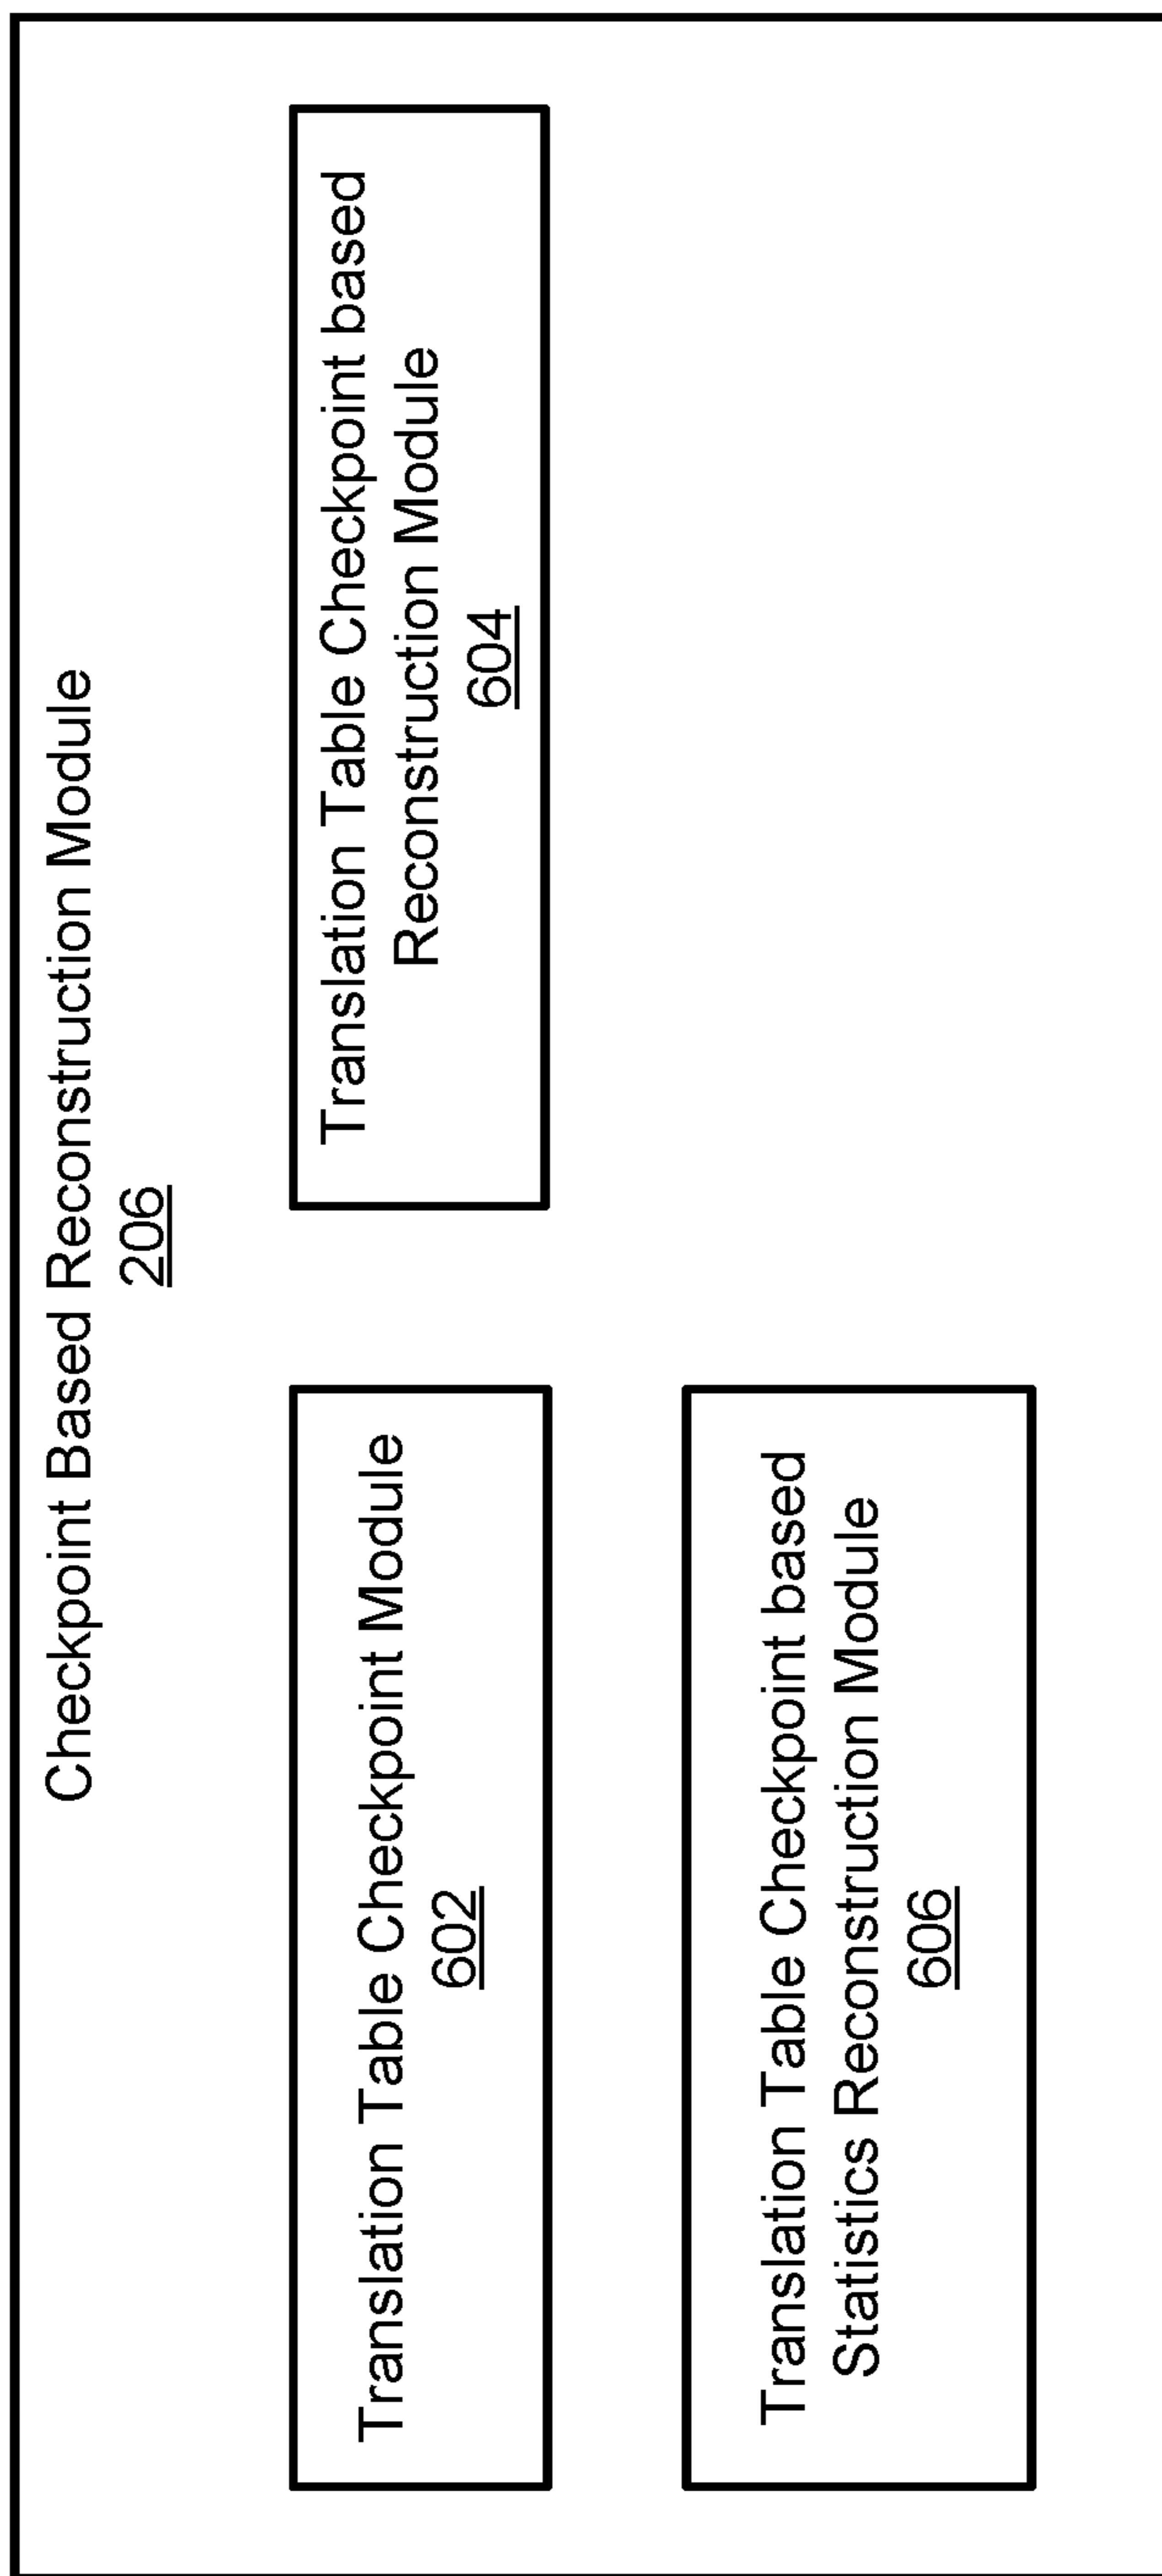 Checkpoint Based Reconstruction Module
206
Translation Table Checkpoint Module
602
Translation Table Checkpoint based
Reconstruction Module
604
Translation Table Checkpoint based
Statistics Reconstruction Module
606